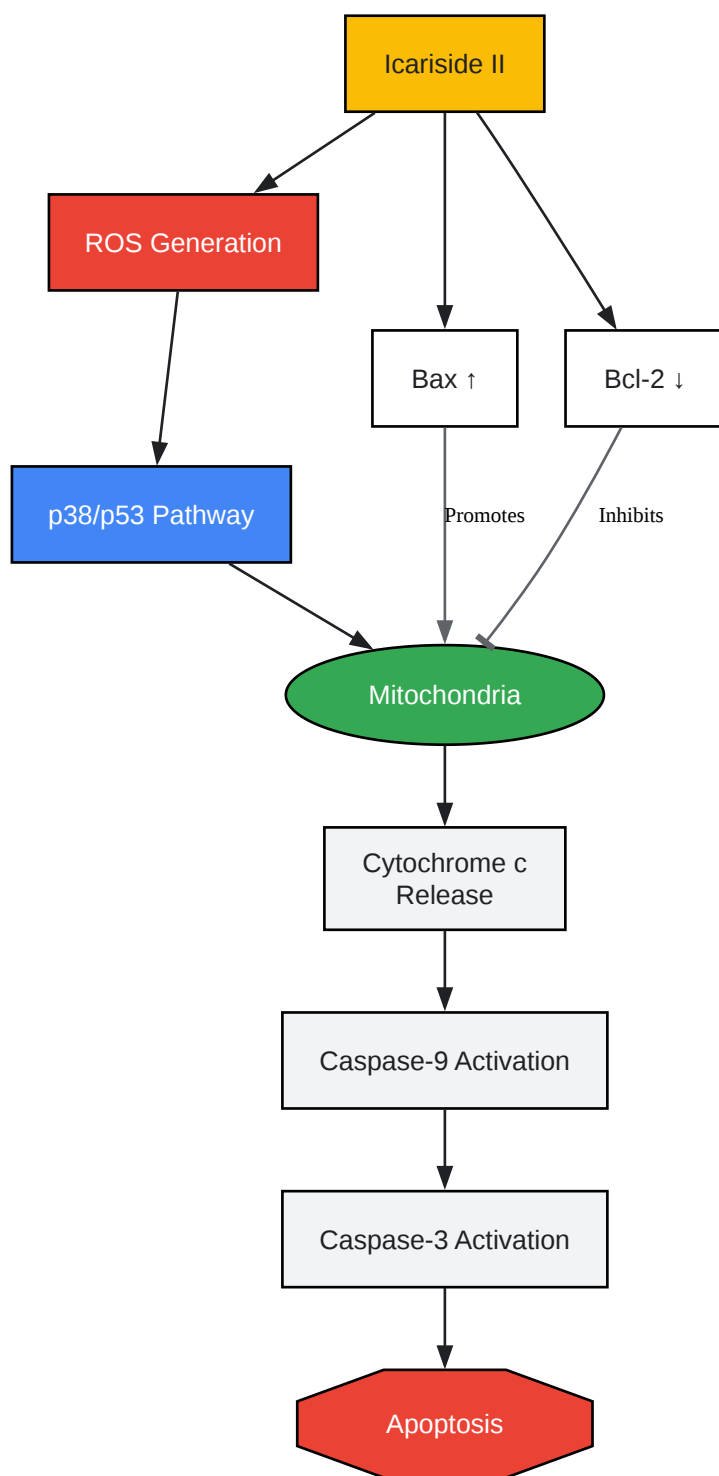 Icariside II
ROS Generation
Bax ↑
Bcl-2 ↓
p38/p53 Pathway
Promotes
Inhibits
Mitochondria
Cytochrome c
Release
Caspase-9 Activation
Caspase-3 Activation
Apoptosis